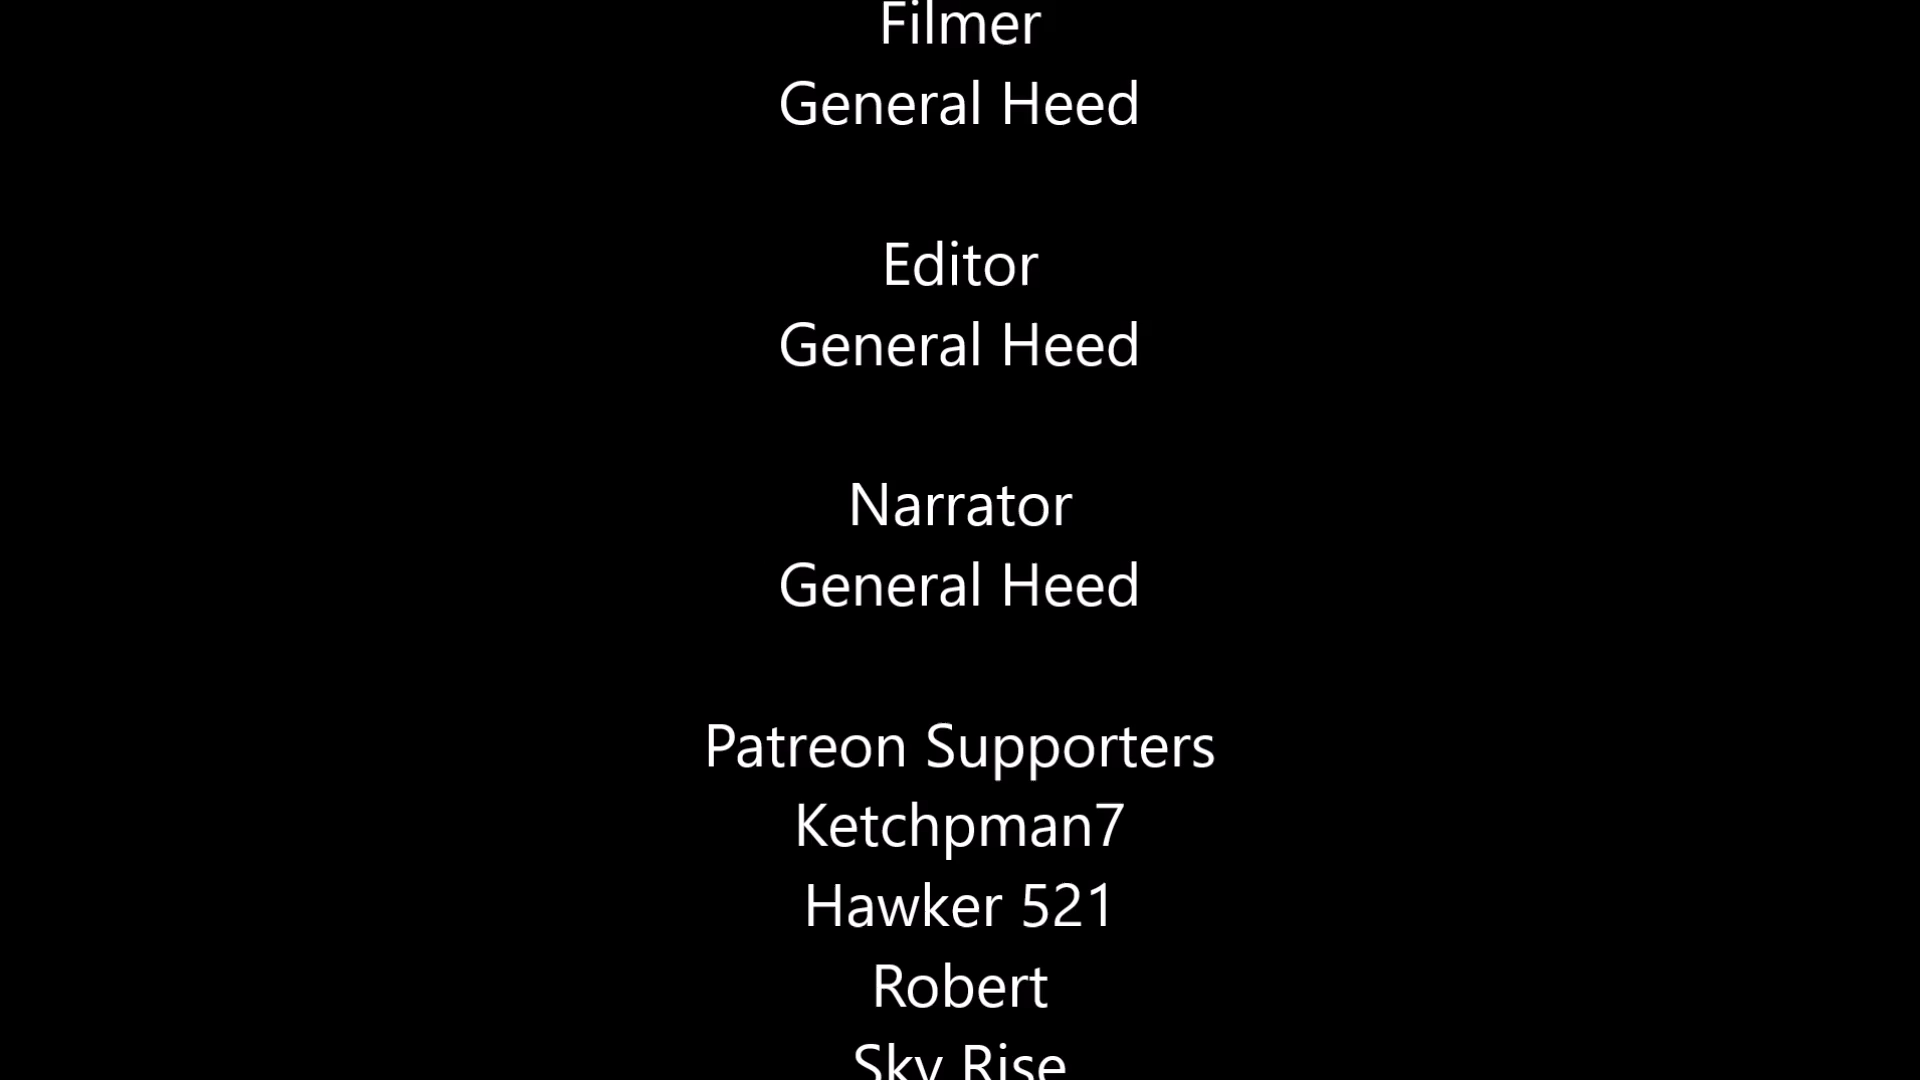 Filmer
General Heed
Editor
General Heed
Narrator
General Heed
Patreon Supporters
Ketchpman7
Hawker 521
Robert
Sky Rise